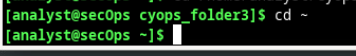 [analyst@secOps cyops_folder3]$ cd ~
[analyst@secOps ~]$